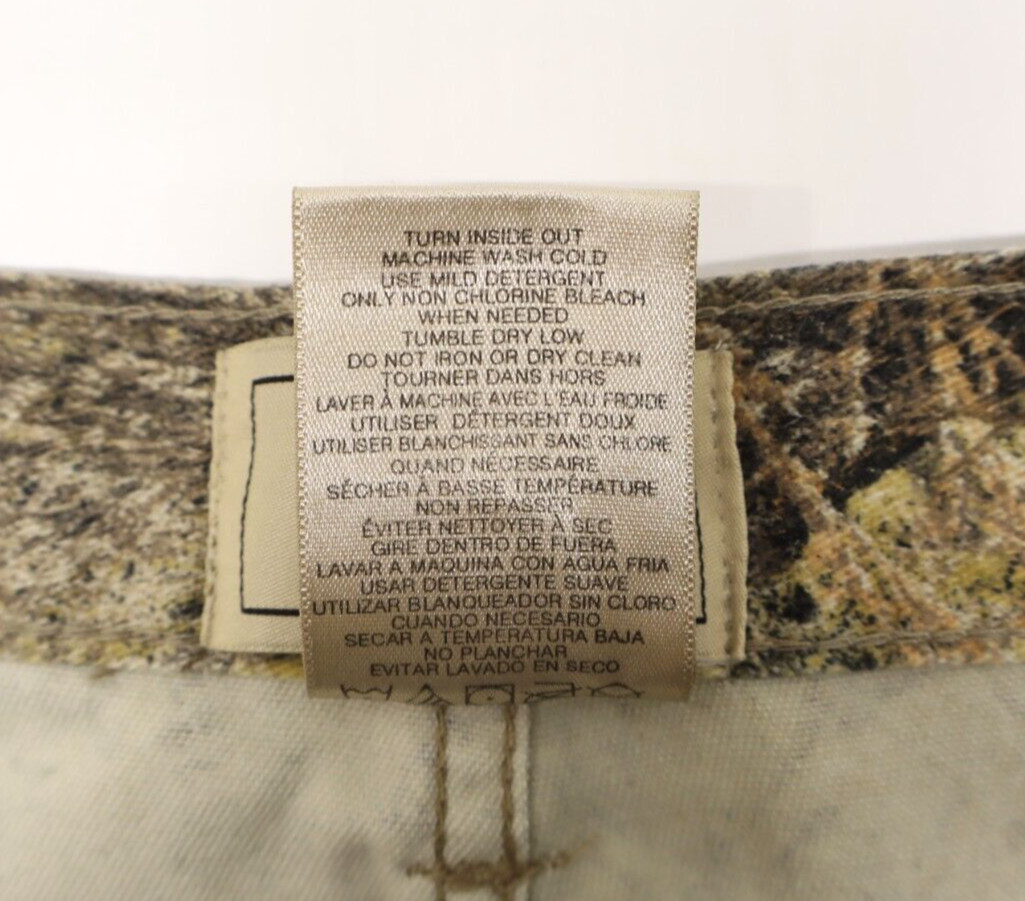 TURN INSIDE OUT
MACHINE WASH COLD
USE MILD DETERGENT
ONLY NON CHLORINE BLEACH
WHEN NEEDED
TUMBLE DRY LOW
DO NOT IRON OR DRY CLEAN
TOURNER DANS HORS
LAVER À MACHINE AVEC L'EAU FROIDE
UTILISER DÉTERGENT DOUX
UTILISER BLANCHISSANT SANS CHLORE
QUAND NÉCESSAIRE
SÉCHER À BASSE TEMPÉRATURE
NON REPASSER
ÉVITER NETTOYER À SEC
GIRE DENTRO DE FUERA
LAVAR A MAQUINA CON AGUA FRIA
USAR DETERGENTE SUAVE
UTILIZAR BLANQUEADOR SIN CLORO
CUANDO NECESARIO
SECAR A TEMPERATURA BAJA
NO PLANCHAR
EVITAR LAVADO EN SECO